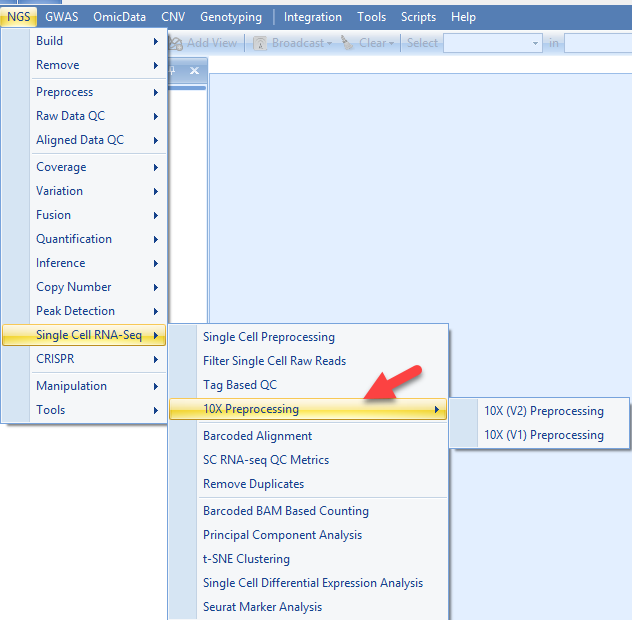 NGS GWAS OmicData CNV Genotyping Integration Tools Scripts Help
Add View Broadcast Clear Select in
Build
Remove
Preprocess
Raw Data QC
Aligned Data QC
Coverage
Variation
Fusion
Quantification
Inference
Copy Number
Peak Detection
Single Cell RNA-Seq
CRISPR
Manipulation
Tools
Single Cell Preprocessing
Filter Single Cell Raw Reads
Tag Based QC
10X Preprocessing
Barcoded Alignment
SC RNA-seq QC Metrics
Remove Duplicates
Barcoded BAM Based Counting
Principal Component Analysis
t-SNE Clustering
Single Cell Differential Expression Analysis
Seurat Marker Analysis
10X (V2) Preprocessing
10X (V1) Preprocessing